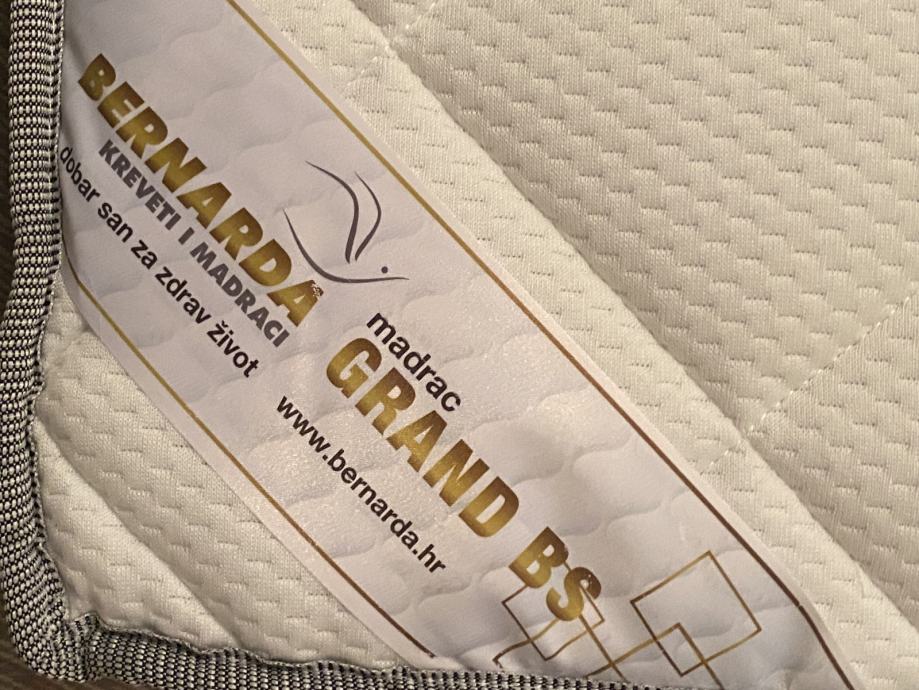 BERNARDA
KREVETI I MADRACI
dobar san za zdrav život
madrac
GRAND BS
www.bernarda.hr